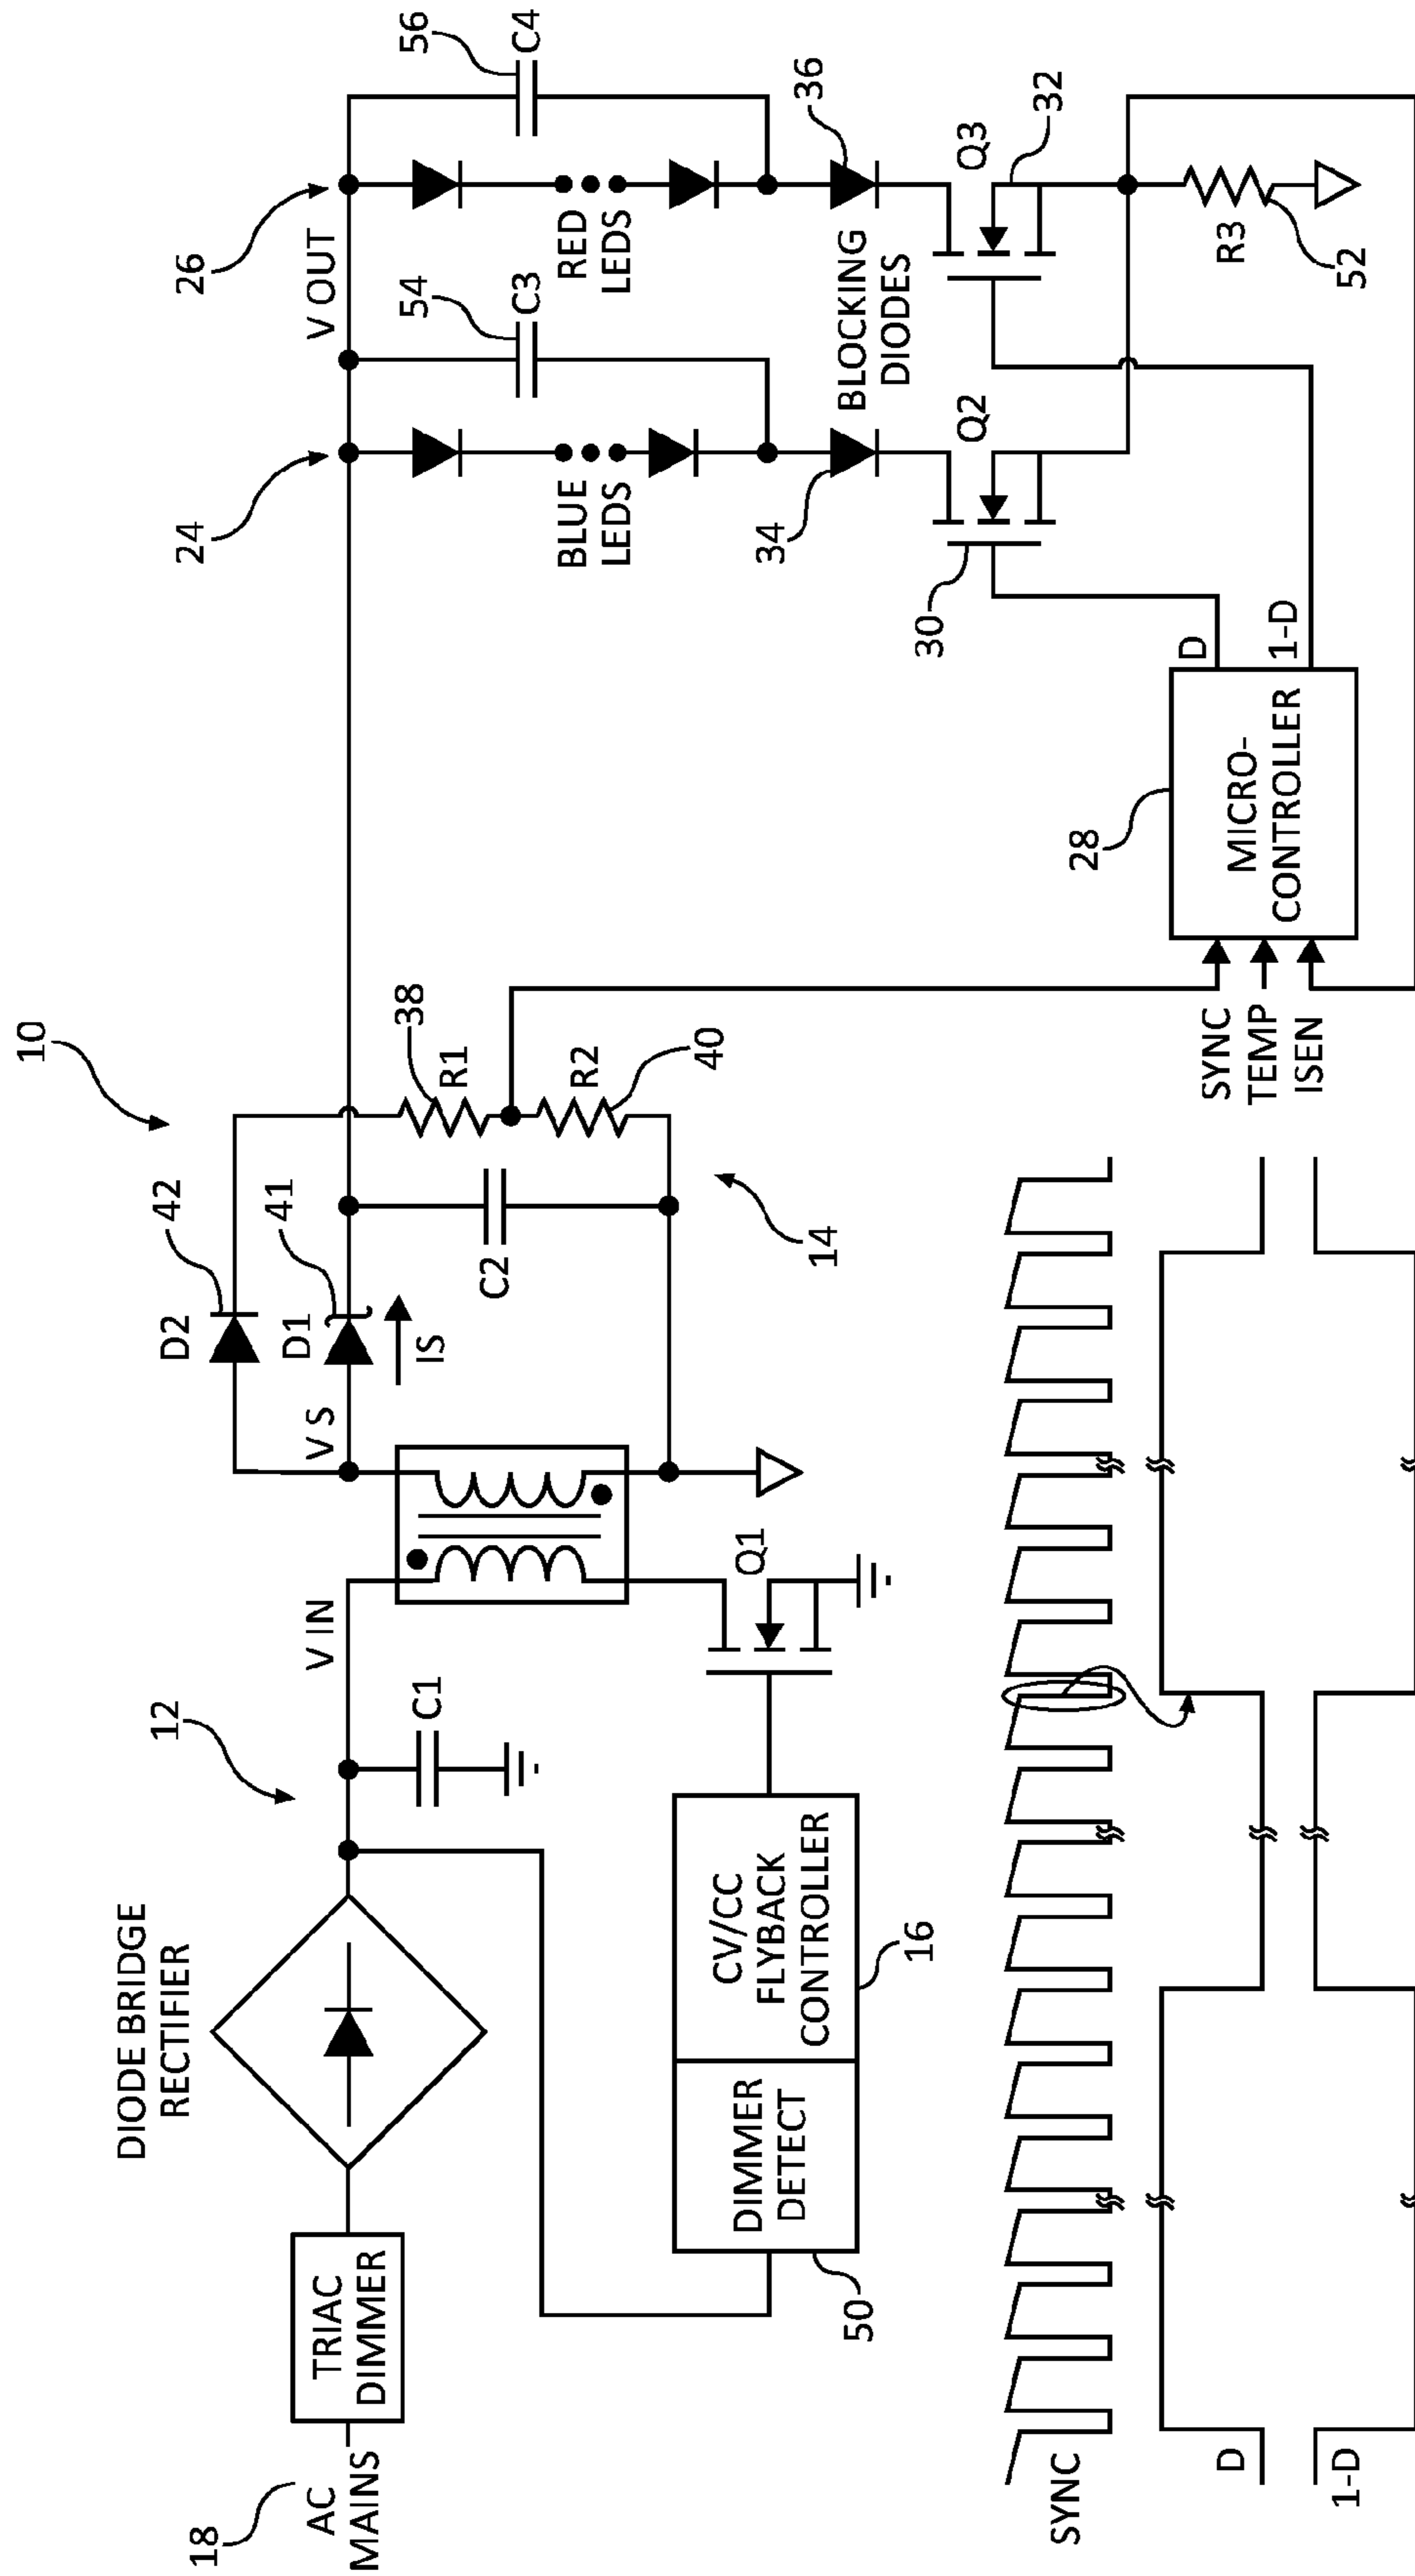 10
12
18
AC
MAINS
TRIAC
DIMMER
DIODE BRIDGE
RECTIFIER
C1
V IN
V S
D2
42
D1
41
IS
C2
R1
38
R2
40
14
24
V OUT
26
BLUE
LEDS
54
C3
RED
LEDS
56
C4
34
BLOCKING
DIODES
36
30
Q2
Q3
32
R3
52
Q1
DIMMER
DETECT
CV/CC
FLYBACK
CONTROLLER
50
16
28
MICRO-
CONTROLLER
D
1-D
SYNC
TEMP
ISEN
SYNC
D
1-D